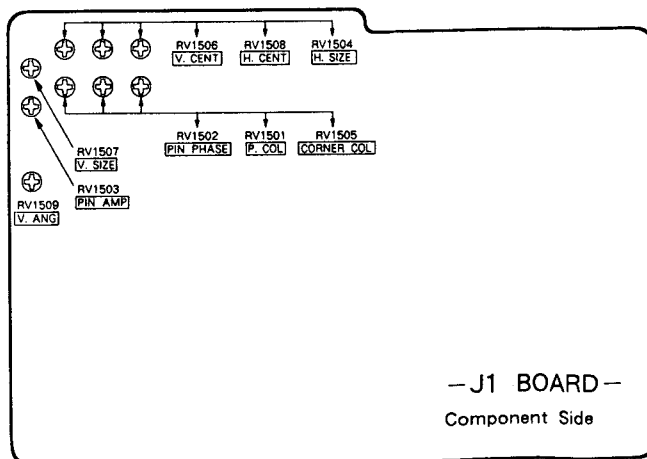 RV1506 RV1508 RV1504
V. CENT H. CENT H. SIZE
RV1502 RV1501 RV1505
PIN PHASE P. COL CORNER COL
RV1507
V. SIZE
RV1503
PIN AMP
RV1509
V. ANG
-J1 BOARD-
Component Side